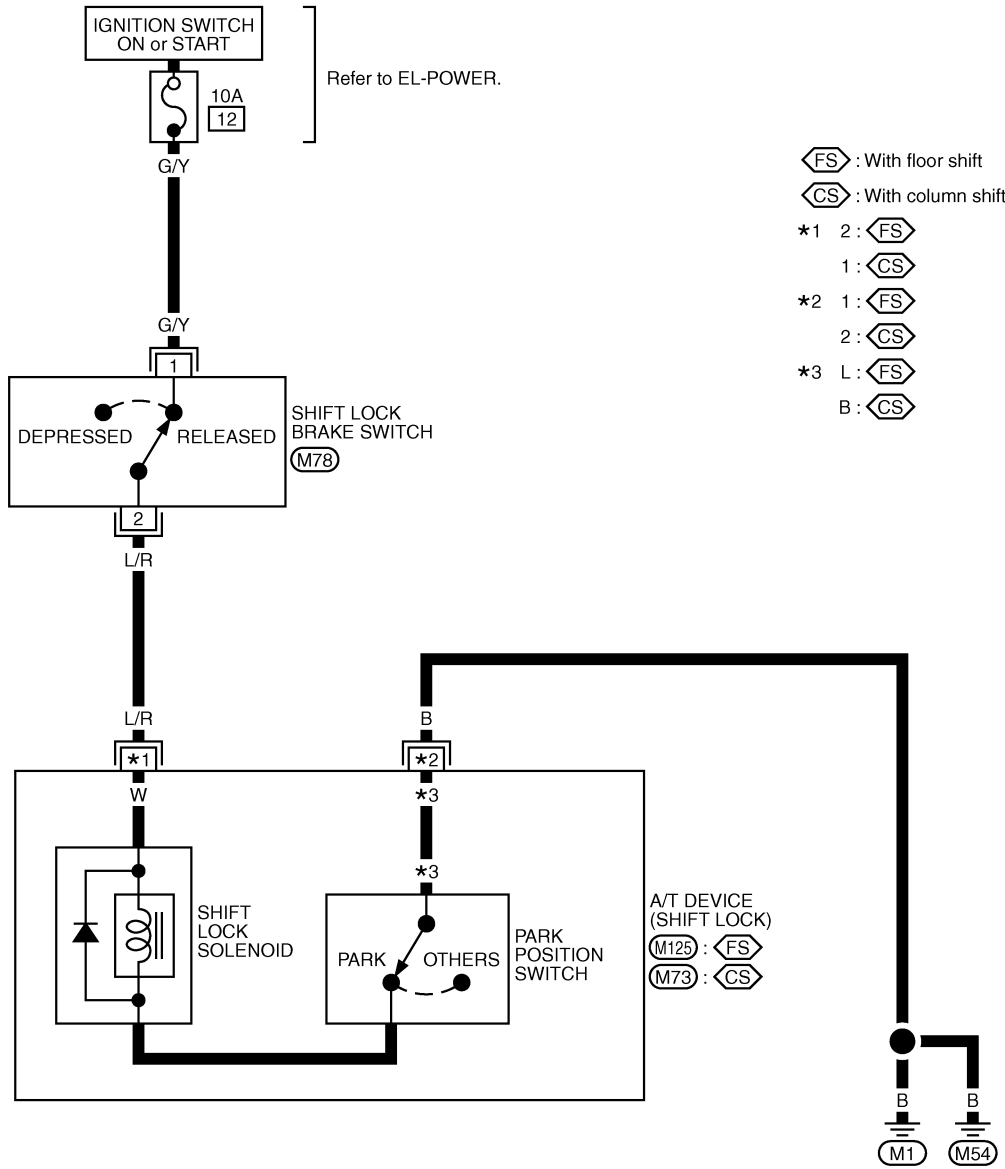 IGNITION SWITCH
ON or START
Refer to EL-POWER.
10A
12
G/Y
FS : With floor shift
CS : With column shift
*1 2 : FS
1 : CS
*2 1 : FS
2 : CS
*3 L : FS
B : CS
G/Y
1
DEPRESSED
RELEASED
SHIFT LOCK
BRAKE SWITCH
M78
2
L/R
L/R
B
*1
*2
W
*3
*3
SHIFT
LOCK
SOLENOID
PARK
OTHERS
PARK
POSITION
SWITCH
A/T DEVICE
(SHIFT LOCK)
M125 : FS
M73 : CS
B
B
M1
M54